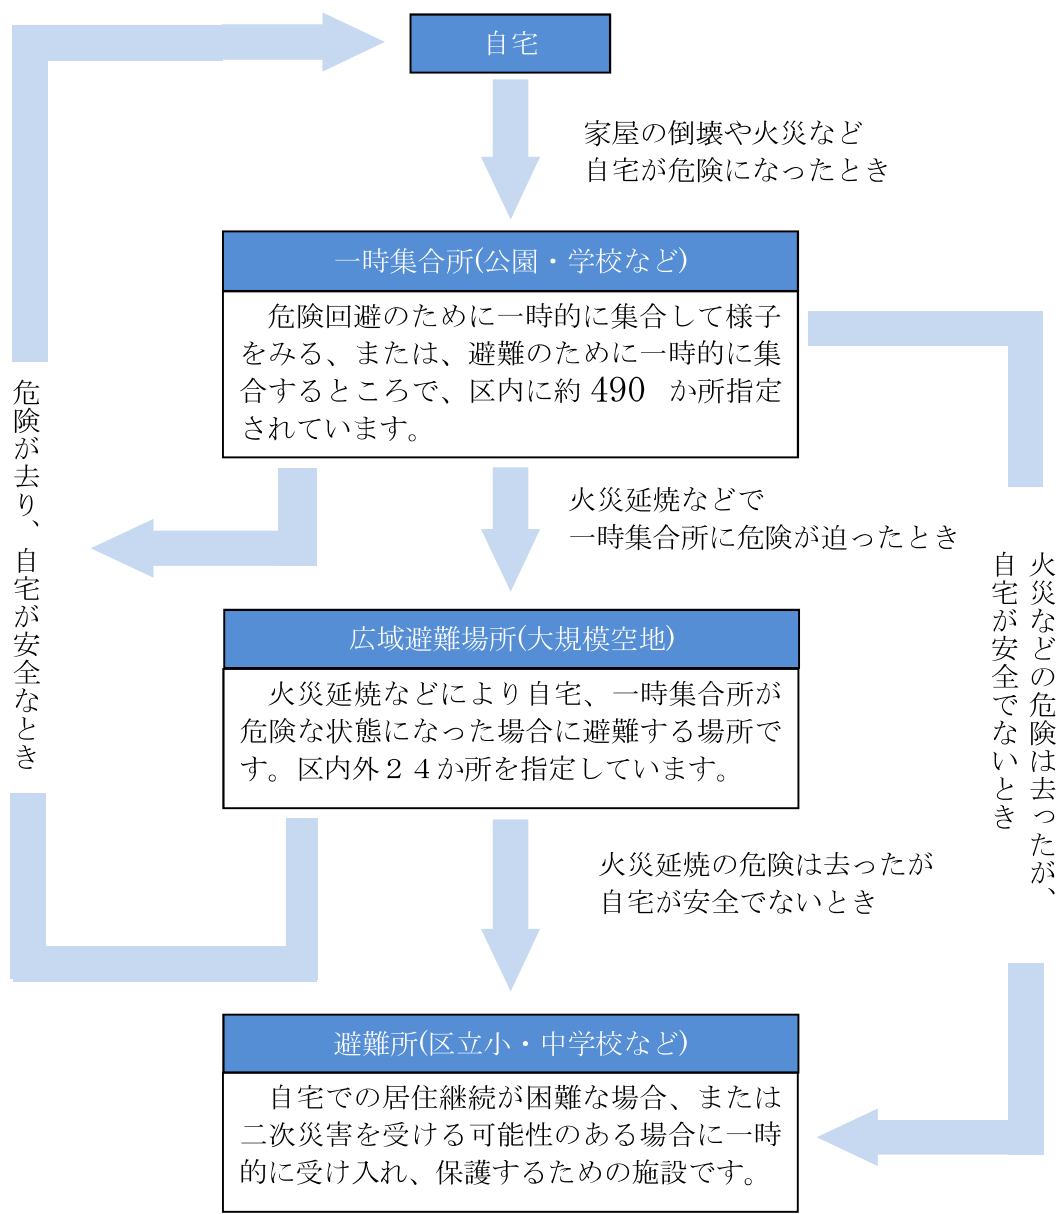 自宅
家屋の倒壊や火災など
自宅が危険になったとき
一時集合所(公園・学校など)
危険回避のために一時的に集合して様子
をみる、または、避難のために一時的に集
合するところで、区内に約 490 か所指定
されています。
危険が去り、自宅が安全なとき
火災延焼などで
一時集合所に危険が迫ったとき
火災などの危険は去ったが、
自宅が安全でないとき
広域避難場所(大規模空地)
火災延焼などにより自宅、一時集合所が
危険な状態になった場合に避難する場所で
す。区内外２４か所を指定しています。
火災延焼の危険は去ったが
自宅が安全でないとき
避難所(区立小・中学校など)
自宅での居住継続が困難な場合、または
二次災害を受ける可能性のある場合に一時
的に受け入れ、保護するための施設です。